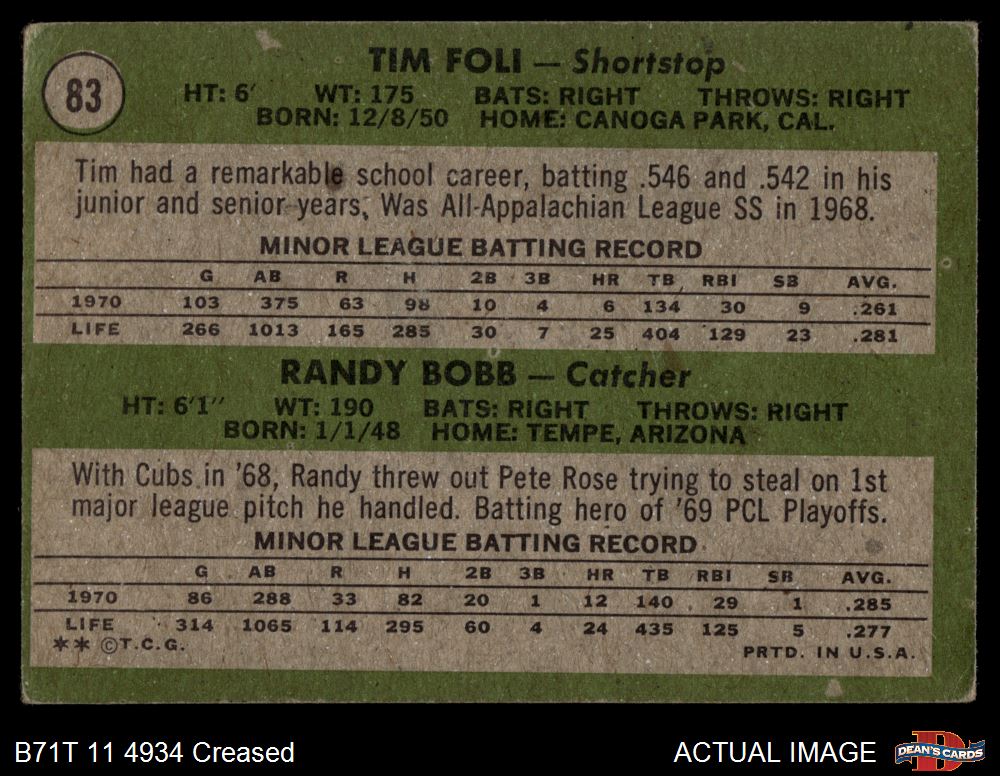 83
TIM FOLI — Shortstop
HT: 6' WT: 175 BATS: RIGHT THROWS: RIGHT
BORN: 12/8/50 HOME: CANOGA PARK, CAL.
Tim had a remarkable school career, batting .546 and .542 in his
junior and senior years, Was All-Appalachian League SS in 1968.
MINOR LEAGUE BATTING RECORD
G AB R H 2B 3B HR TB RBI SB AVG.
1970 103 375 63 98 10 4 6 134 30 9 .261
LIFE 266 1013 165 285 30 7 25 404 129 23 .281
RANDY BOBB — Catcher
HT: 6'1" WT: 190 BATS: RIGHT THROWS: RIGHT
BORN: 1/1/48 HOME: TEMPE, ARIZONA
With Cubs in '68, Randy threw out Pete Rose trying to steal on 1st
major league pitch he handled. Batting hero of '69 PCL Playoffs.
MINOR LEAGUE BATTING RECORD
G AB R H 2B 3B HR TB RBI SB AVG.
1970 86 288 33 82 20 1 12 140 29 1 .285
LIFE 314 1065 114 295 60 4 24 435 125 5 .277
** ©T.C.G. PRTD. IN U.S.A.
B71T 11 4934 Creased ACTUAL IMAGE DEAN'S CARDS